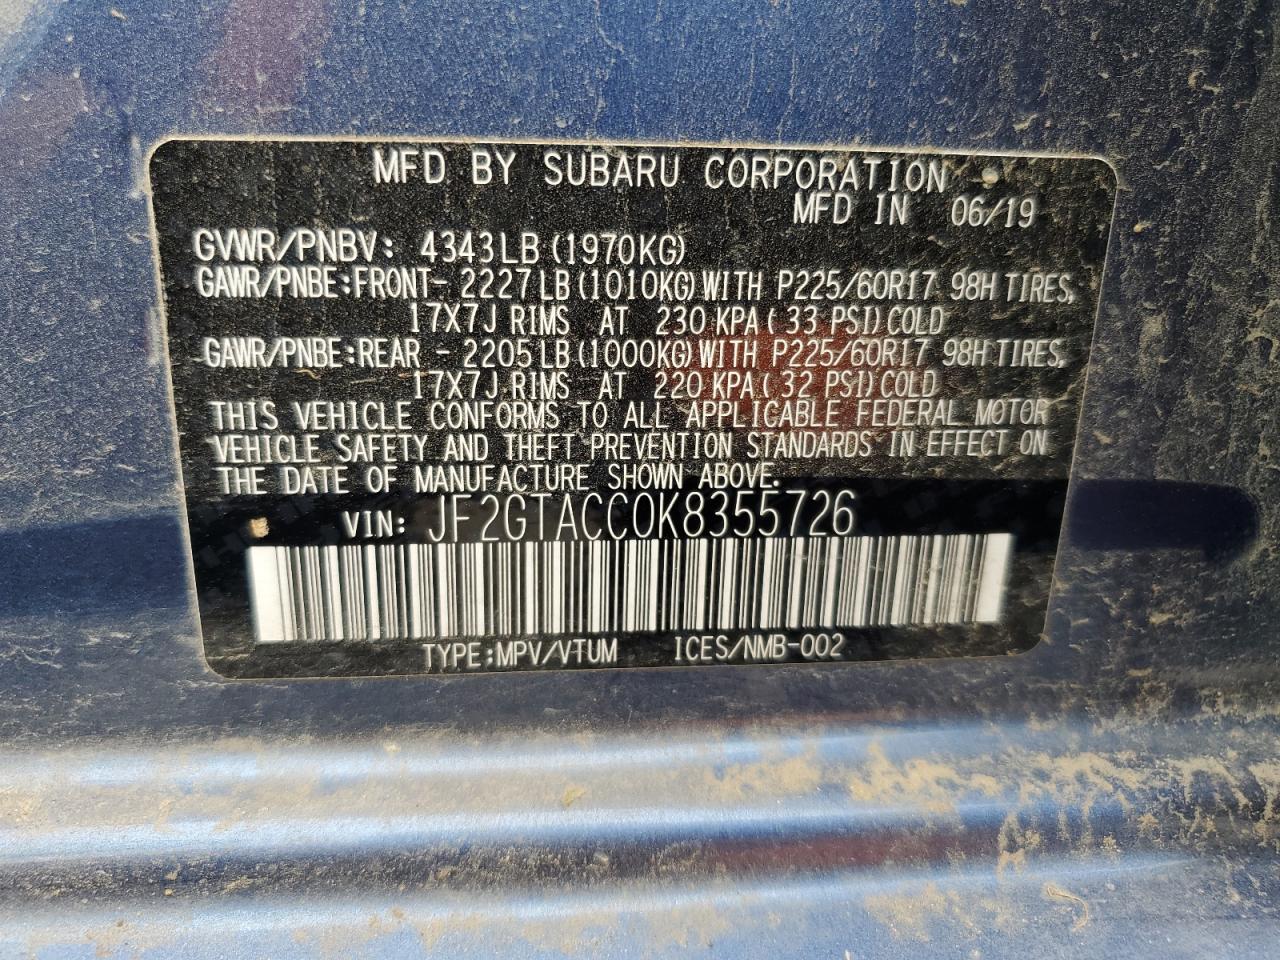 MFD BY SUBARU CORPORATION
MFD IN 06/19
GVWR/PNBV: 4343LB (1970KG)
GAWR/PNBE:FRONT- 2227LB (1010KG) WITH P225/60R17 98H TIRES,
17X7J RIMS AT 230 KPA ( 33 PSI) COLD
GAWR/PNBE:REAR - 2205LB (1000KG) WITH P225/60R17 98H TIRES,
17X7J RIMS AT 220 KPA ( 32 PSI) COLD
THIS VEHICLE CONFORMS TO ALL APPLICABLE FEDERAL MOTOR
VEHICLE SAFETY AND THEFT PREVENTION STANDARDS IN EFFECT ON
THE DATE OF MANUFACTURE SHOWN ABOVE.
VIN: JF2GTACC0K8355726
TYPE:MPV/VTUM ICES/NMB-002